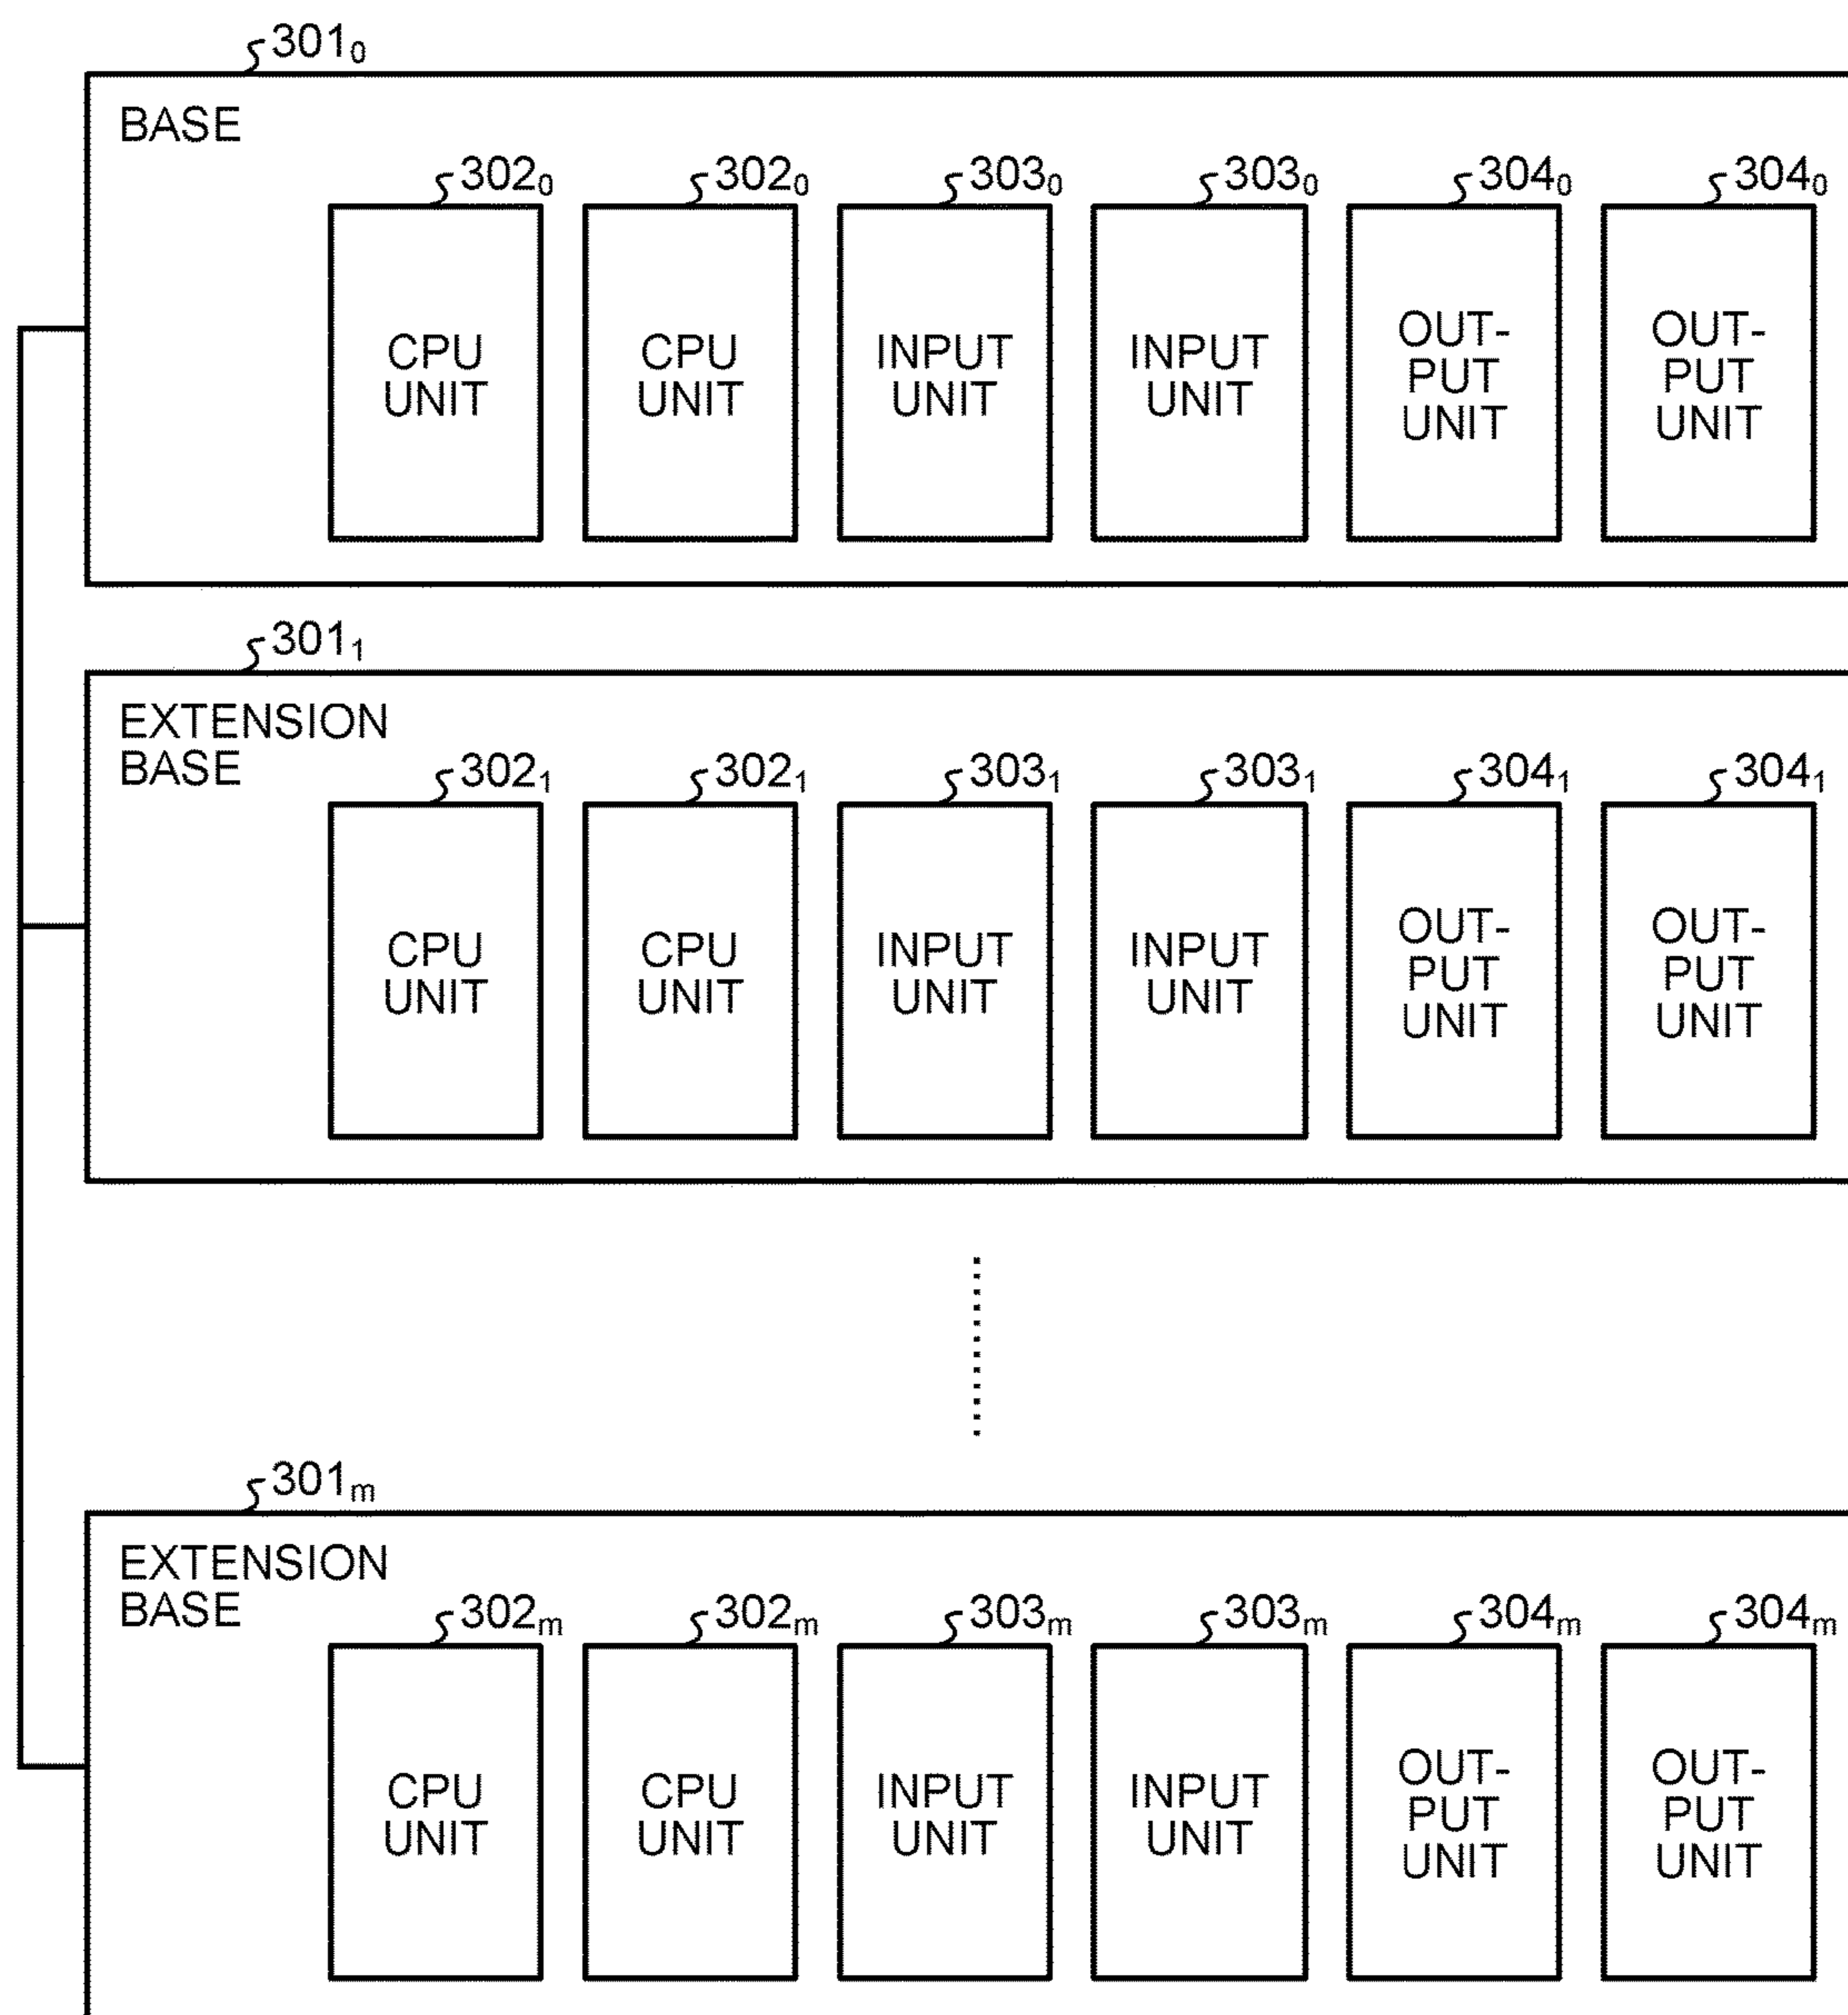 301₀
BASE
302₀ 302₀ 303₀ 303₀ 304₀ 304₀
CPU UNIT
CPU UNIT
INPUT UNIT
INPUT UNIT
OUT- PUT UNIT
OUT- PUT UNIT
301₁
EXTENSION
BASE
302₁ 302₁ 303₁ 303₁ 304₁ 304₁
CPU UNIT
CPU UNIT
INPUT UNIT
INPUT UNIT
OUT- PUT UNIT
OUT- PUT UNIT
301ₘ
EXTENSION
BASE
302ₘ 302ₘ 303ₘ 303ₘ 304ₘ 304ₘ
CPU UNIT
CPU UNIT
INPUT UNIT
INPUT UNIT
OUT- PUT UNIT
OUT- PUT UNIT